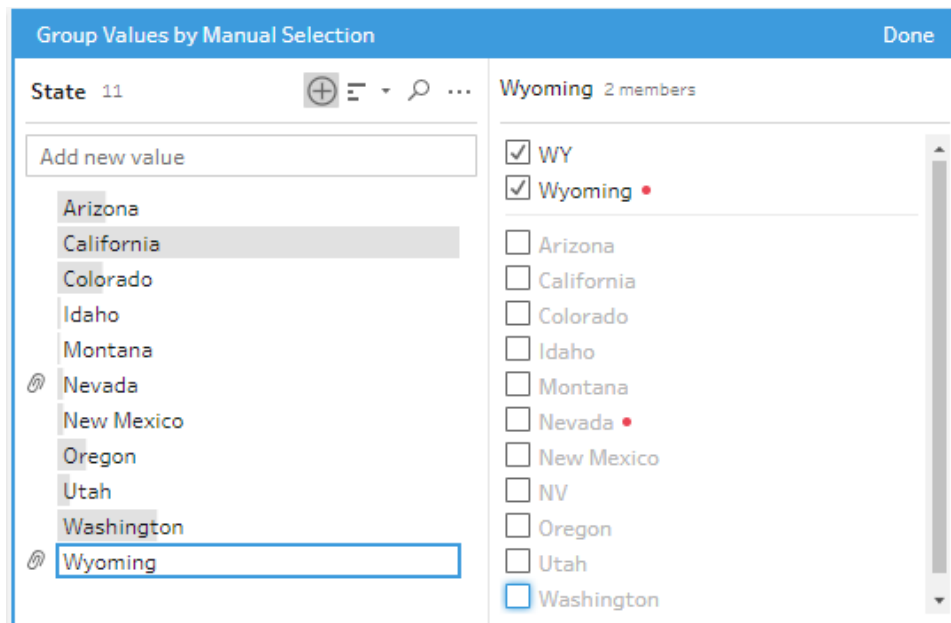 Group Values by Manual Selection Done
State 11
Add new value
Arizona
California
Colorado
Idaho
Montana
Nevada
New Mexico
Oregon
Utah
Washington
Wyoming
Wyoming 2 members
WY
Wyoming
Arizona
California
Colorado
Idaho
Montana
Nevada
New Mexico
NV
Oregon
Utah
Washington